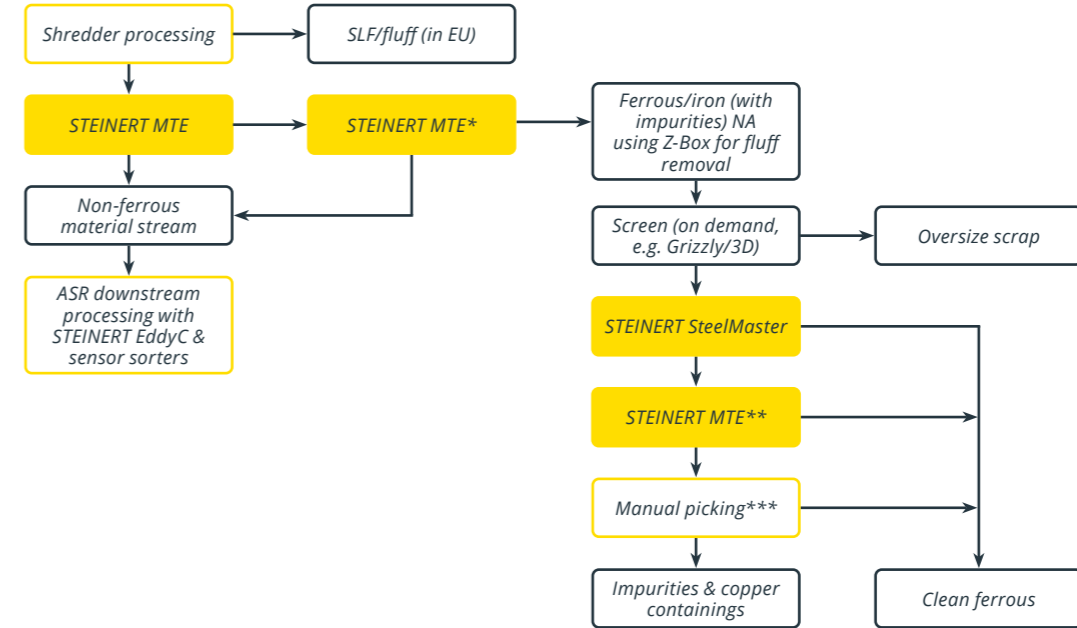 Shredder processing
SLF/fluff (in EU)
STEINERT MTE
STEINERT MTE*
Ferrous/iron (with
impurities) NA
using Z-Box for fluff
removal
Non-ferrous
material stream
Screen (on demand,
e.g. Grizzly/3D)
Oversize scrap
ASR downstream
processing with
STEINERT EddyC &
sensor sorters
STEINERT SteelMaster
STEINERT MTE**
Manual picking***
Impurities & copper
containings
Clean ferrous